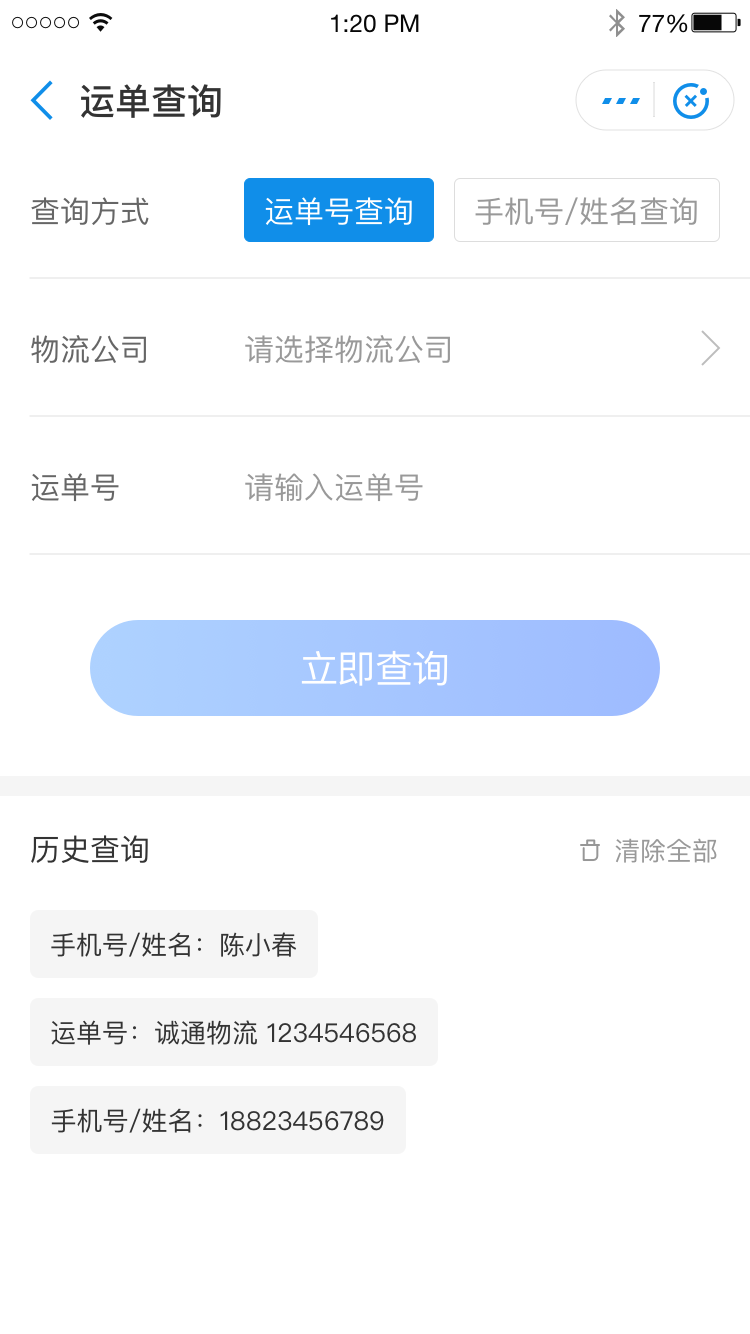 1:20 PM 77%
运单查询
查询方式 运单号查询 手机号/姓名查询
物流公司 请选择物流公司
运单号 请输入运单号
立即查询
历史查询 清除全部
手机号/姓名：陈小春
运单号：诚通物流 1234546568
手机号/姓名：18823456789